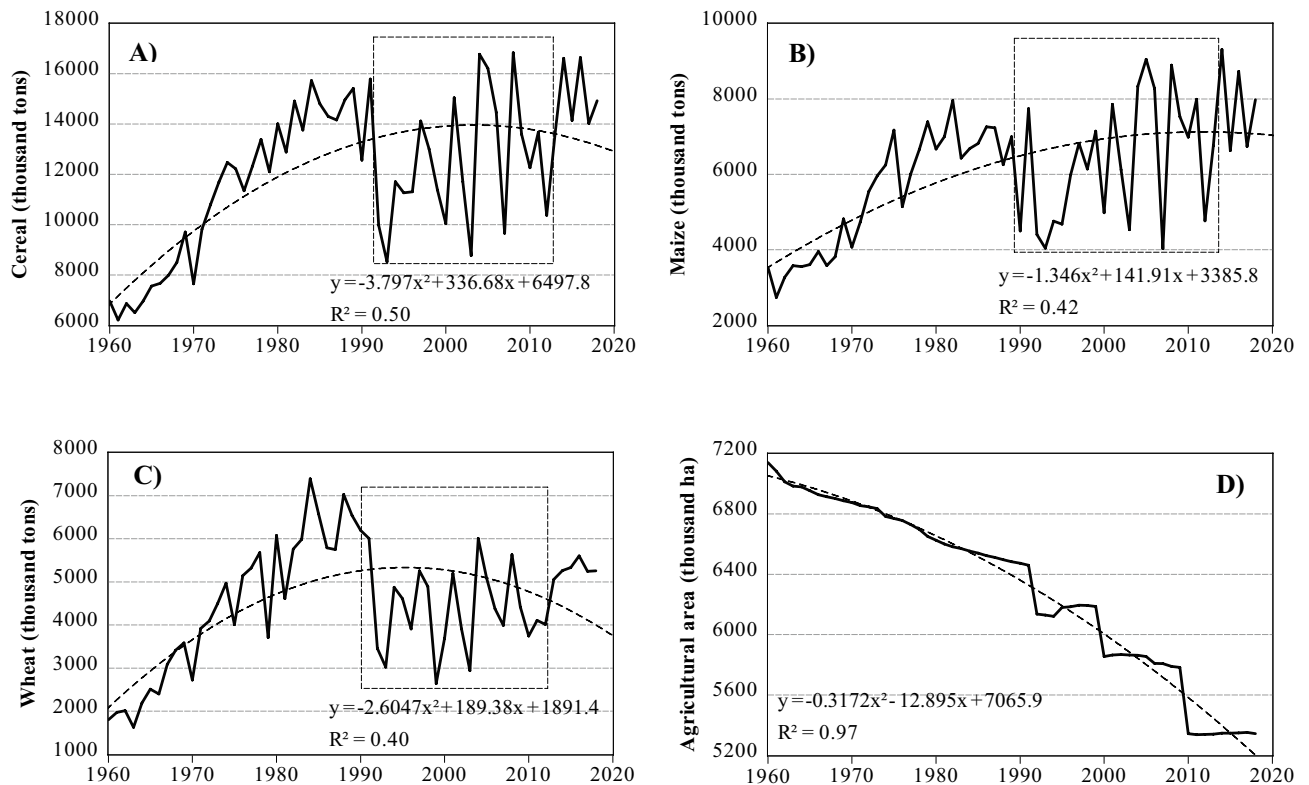 A)
Cereal (thousand tons)
18000
16000
14000
12000
10000
8000
6000
y=-3.797x²+336.68x+6497.8
R² = 0.50
1960 1970 1980 1990 2000 2010 2020
B)
Maize (thousand tons)
10000
8000
6000
4000
2000
y=-1.346x²+141.91x+3385.8
R² = 0.42
1960 1970 1980 1990 2000 2010 2020
C)
Wheat (thousand tons)
8000
7000
6000
5000
4000
3000
2000
1000
y=-2.6047x²+189.38x+1891.4
R² = 0.40
1960 1970 1980 1990 2000 2010 2020
D)
Agricultural area (thousand ha)
7200
6800
6400
6000
5600
5200
y=-0.3172x²-12.895x+7065.9
R² = 0.97
1960 1970 1980 1990 2000 2010 2020